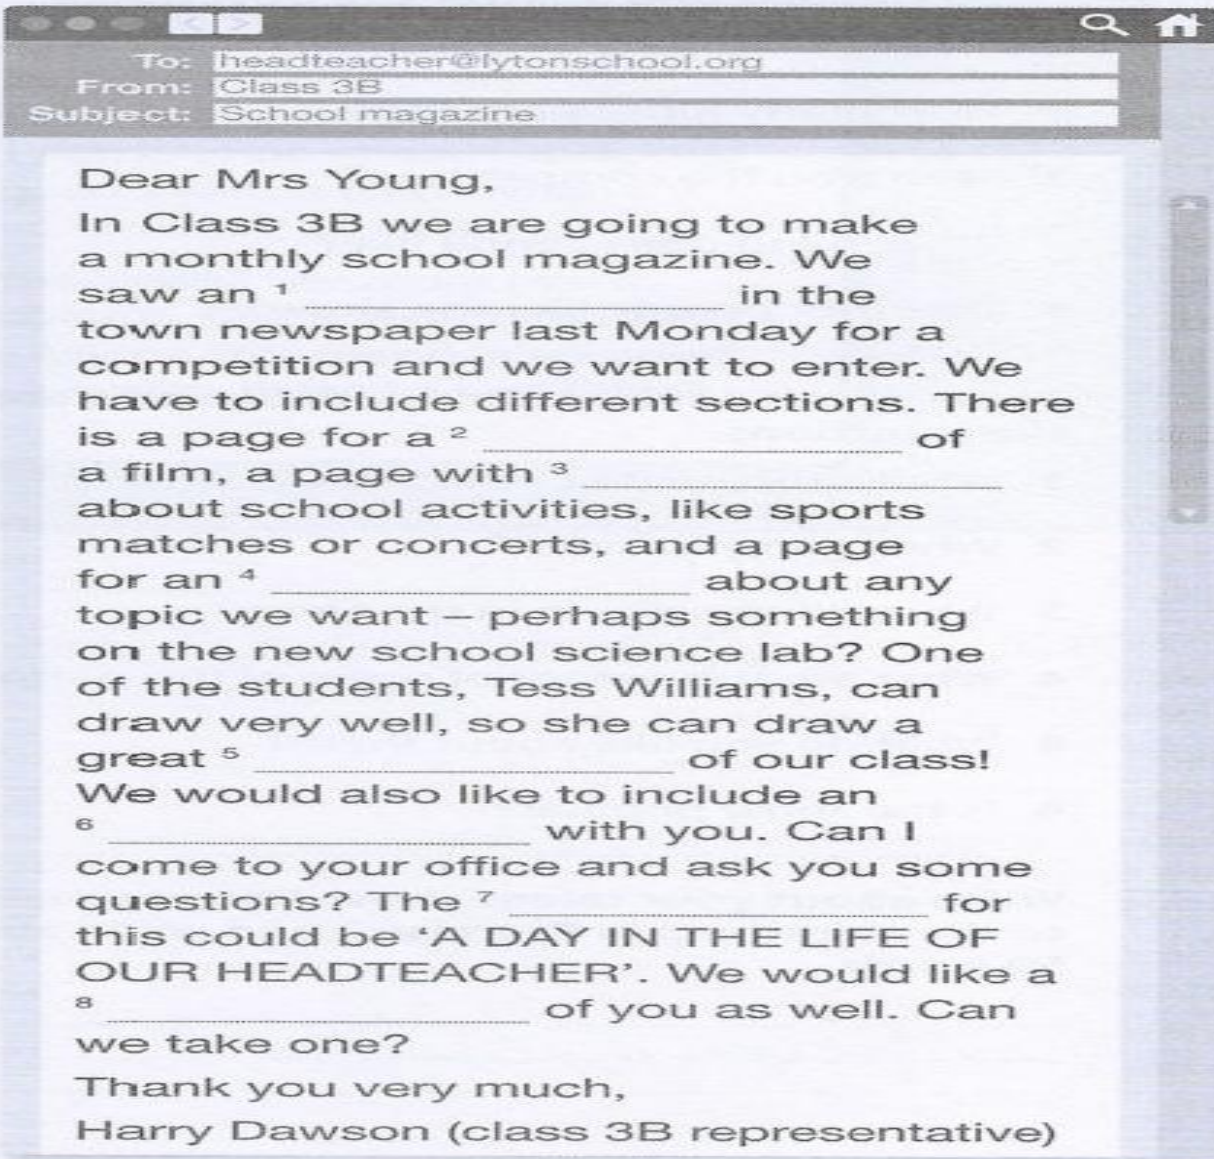 To: headteacher@lytonschool.org
From: Class 3B
Subject: School magazine
Dear Mrs Young,
In Class 3B we are going to make
a monthly school magazine. We
saw an 1 ____________ in the
town newspaper last Monday for a
competition and we want to enter. We
have to include different sections. There
is a page for a 2 ____________ of
a film, a page with 3 ____________
about school activities, like sports
matches or concerts, and a page
for an 4 ____________ about any
topic we want – perhaps something
on the new school science lab? One
of the students, Tess Williams, can
draw very well, so she can draw a
great 5 ____________ of our class!
We would also like to include an
6 ____________ with you. Can I
come to your office and ask you some
questions? The 7 ____________ for
this could be ‘A DAY IN THE LIFE OF
OUR HEADTEACHER’. We would like a
8 ____________ of you as well. Can
we take one?
Thank you very much,
Harry Dawson (class 3B representative)